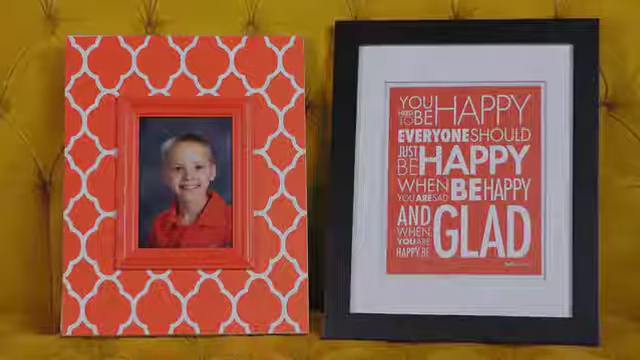 YOU NEED TO BE HAPPY
EVERYONE SHOULD
JUST BE HAPPY
WHEN YOU ARE SAD BE HAPPY
AND WHEN YOU ARE HAPPY BE GLAD